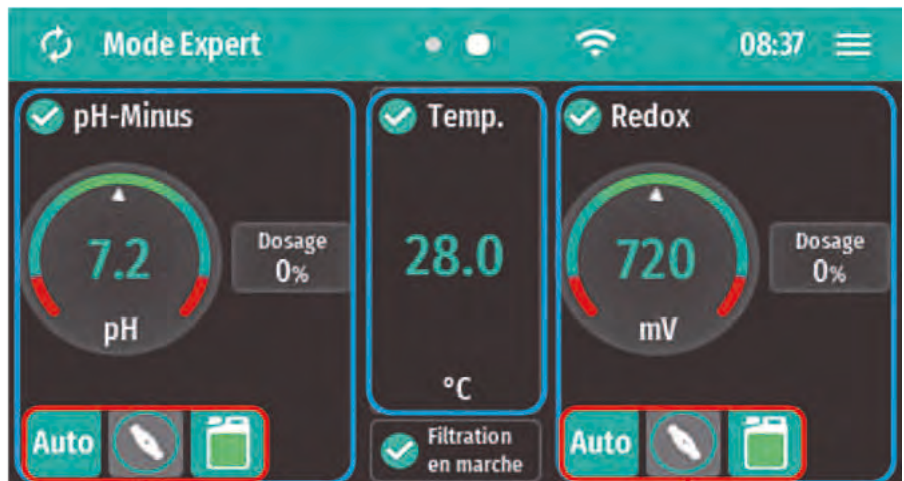 Mode Expert
08:37
pH-Minus
7.2
pH
Dosage
0%
Auto
Temp.
28.0
°C
Filtration
en marche
Redox
720
mV
Dosage
0%
Auto